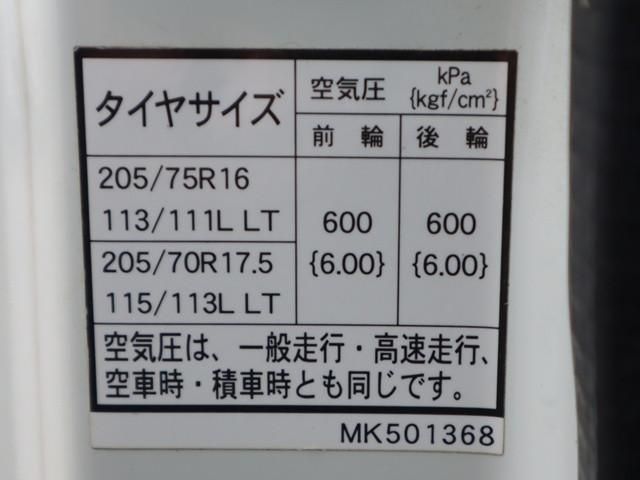 タイヤサイズ
空気圧 kPa
{kgf/cm²}
前輪 後輪
205/75R16
113/111L LT
600 600
{6.00} {6.00}
205/70R17.5
115/113L LT
空気圧は、一般走行・高速走行、
空車時・積車時とも同じです。
MK501368